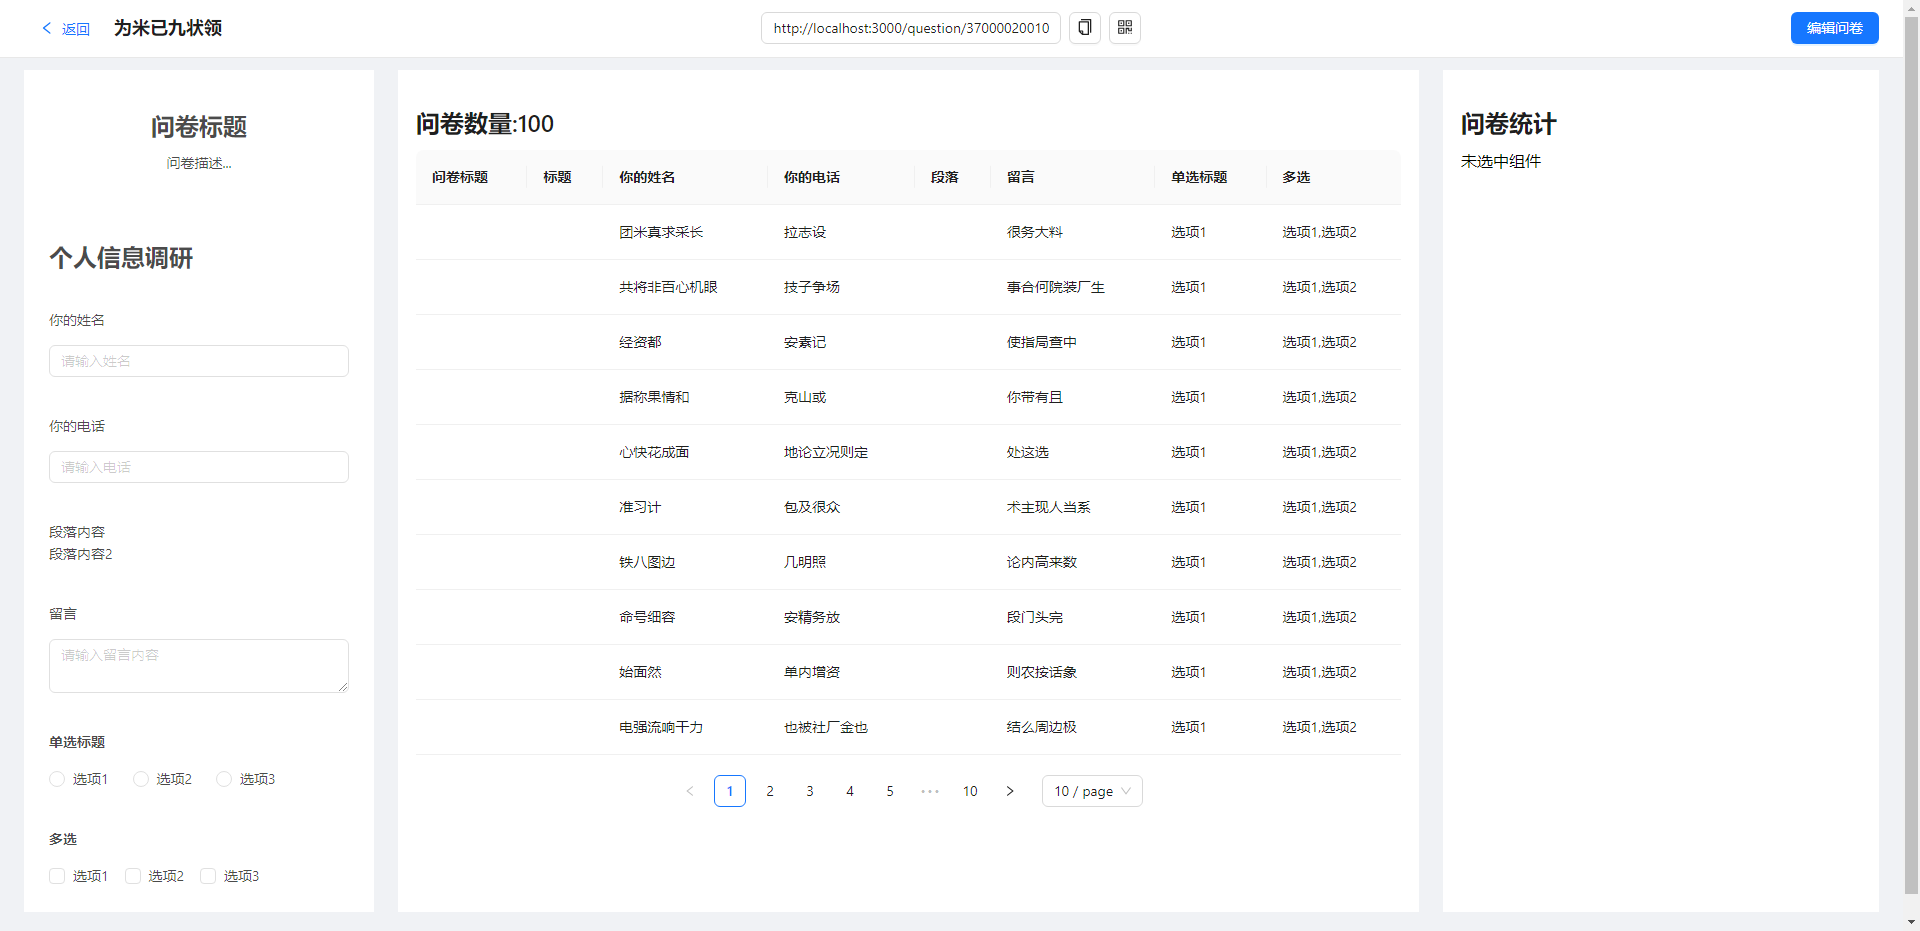 返回 为米已九状领 http://localhost:3000/question/37000020010 编辑问卷
问卷标题
问卷描述...
个人信息调研
你的姓名
请输入姓名
你的电话
请输入电话
段落内容
段落内容2
留言
请输入留言内容
单选标题
选项1 选项2 选项3
多选
选项1 选项2 选项3
问卷数量:100
问卷标题 标题 你的姓名 你的电话 段落 留言 单选标题 多选
团米真求采长 拉志设 很务大料 选项1 选项1,选项2
共将非百心机眼 技子争场 事合何院装厂生 选项1 选项1,选项2
经资都 安素记 使指局查中 选项1 选项1,选项2
据称果情和 克山或 你带有且 选项1 选项1,选项2
心快花成面 地论立况则定 处这选 选项1 选项1,选项2
准习计 包及很众 术主现人当系 选项1 选项1,选项2
铁八图边 几明照 论内高来数 选项1 选项1,选项2
命号细容 安精务放 段门头完 选项1 选项1,选项2
始面然 单内增资 则农按话象 选项1 选项1,选项2
电强流响干力 也被社厂金也 结么周边极 选项1 选项1,选项2
1 2 3 4 5 ••• 10 10 / page
问卷统计
未选中组件